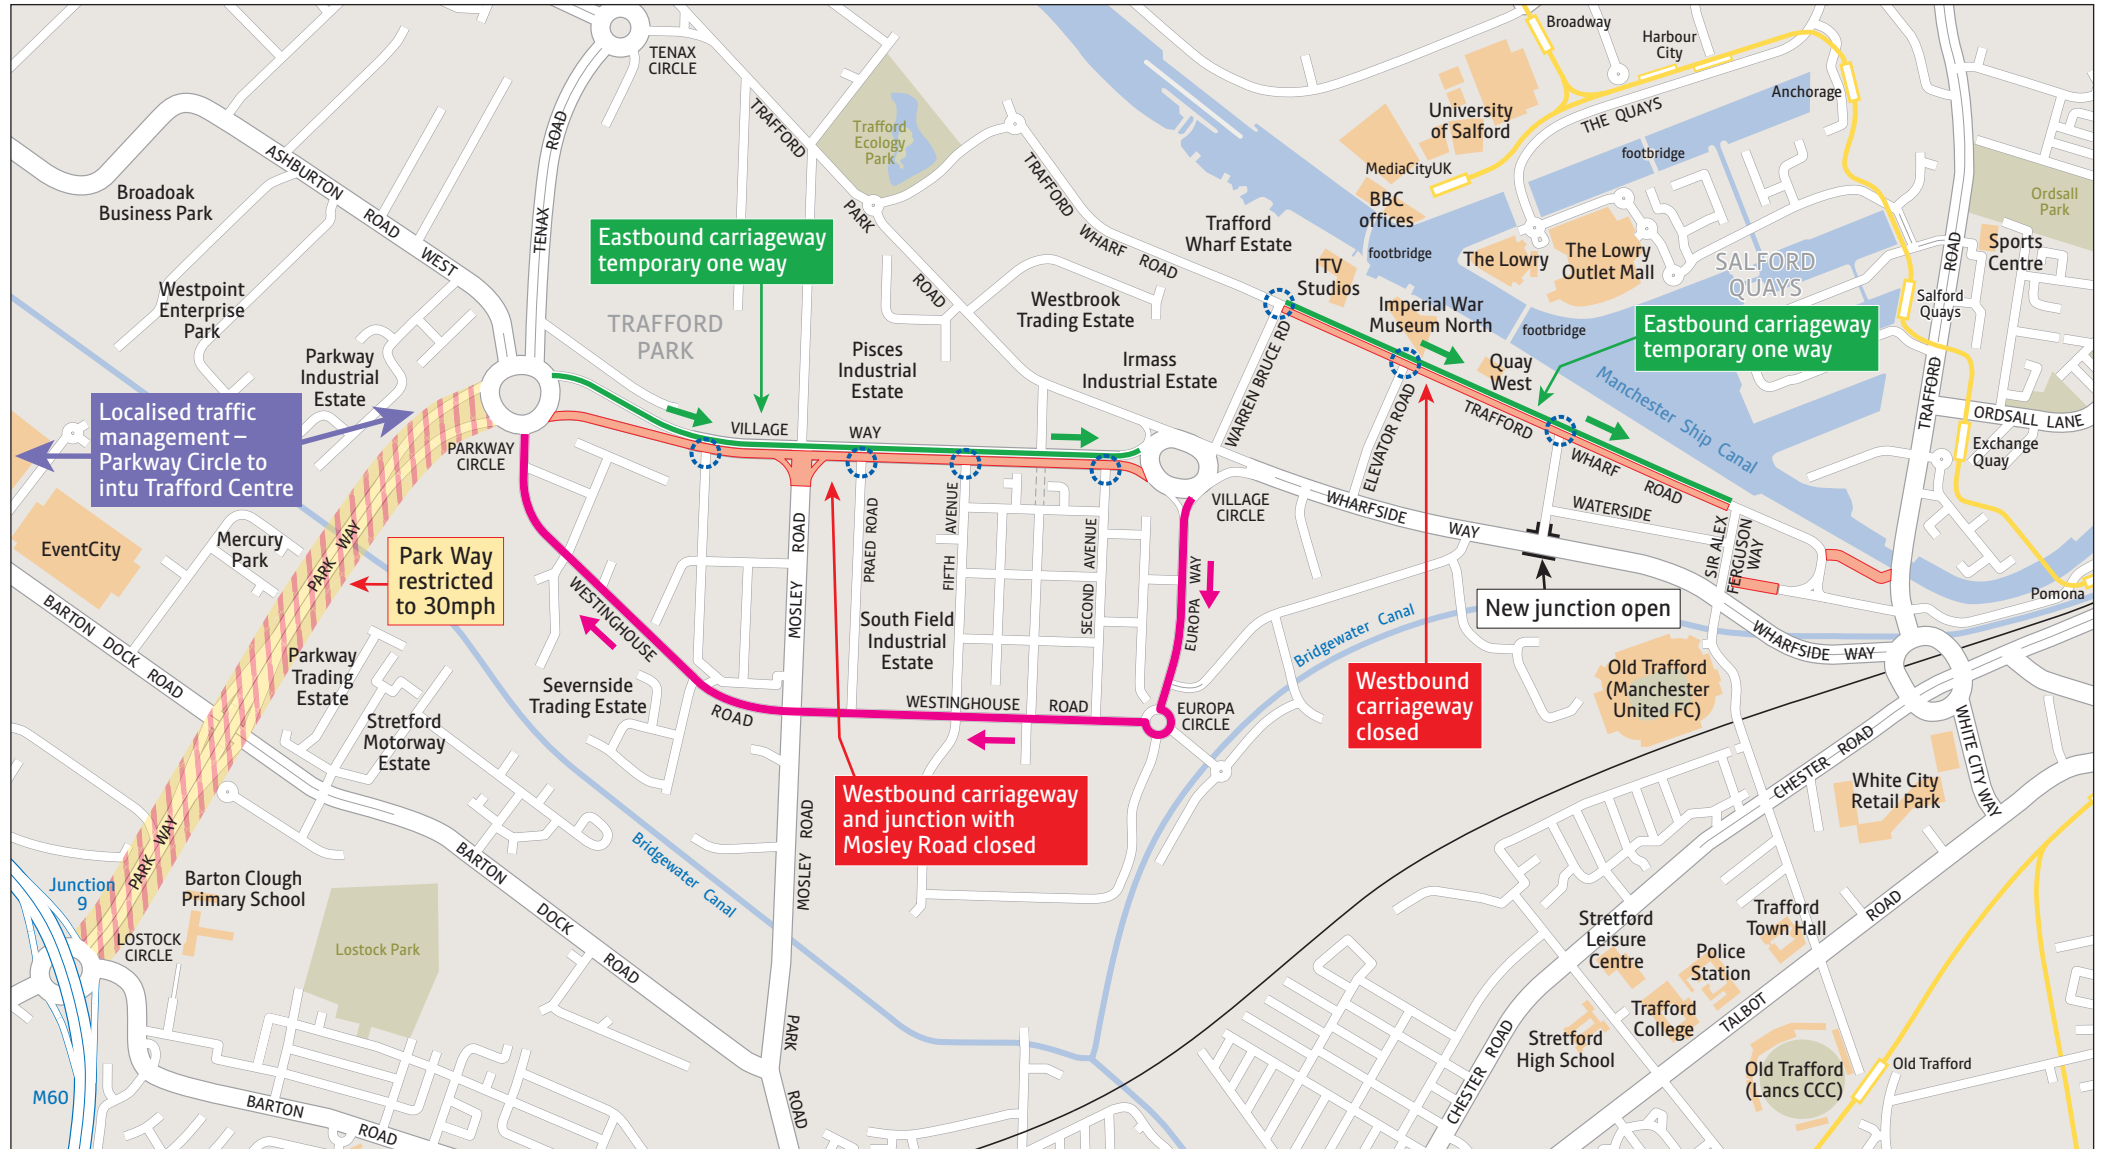 Broadway
Harbour
City
TENAX
CIRCLE
Anchorage
THE QUAYS
University
of Salford
TRAFFORD
PARK
ROAD
Trafford
Ecology
Park
footbridge
MediaCityUK
BBC
offices
Ordsall
Park
ASHBURTON
ROAD
WEST
TENAX
ROAD
Broadoak
Business Park
TRAFFORD
WHARF
ROAD
Trafford
Wharf Estate
Eastbound carriageway
temporary one way
footbridge
The Lowry
The Lowry
Outlet Mall
SALFORD
QUAYS
Sports
Centre
ROAD
TRAFFORD
ITV
Studios
Westpoint
Enterprise
Park
Westbrook
Trading Estate
Imperial War
Museum North
footbridge
Salford
Quays
TRAFFORD
PARK
Eastbound carriageway
temporary one way
Parkway
Industrial
Estate
Pisces
Industrial
Estate
Irmass
Industrial Estate
WARREN BRUCE RD
Quay
West
Manchester Ship Canal
Localised traffic
management –
Parkway Circle to
intu Trafford Centre
ELEVATOR ROAD
TRAFFORD
WHARF
ROAD
ORDSALL LANE
Exchange
Quay
VILLAGE
WAY
PARKWAY
CIRCLE
VILLAGE
CIRCLE
WHARFSIDE
WAY
WATERSIDE
SIR ALEX
FERGUSON
WAY
EventCity
Mercury
Park
PARK WAY
Park Way
restricted
to 30mph
MOSLEY
ROAD
PRAED ROAD
FIFTH
AVENUE
SECOND
AVENUE
EUROPA WAY
New junction open
Pomona
BARTON
DOCK
ROAD
WESTINGHOUSE
ROAD
South Field
Industrial
Estate
Bridgewater Canal
WHARFSIDE WAY
Parkway
Trading
Estate
Severnside
Trading Estate
Old Trafford
(Manchester
United FC)
Westbound
carriageway
closed
WESTINGHOUSE
ROAD
EUROPA
CIRCLE
Stretford
Motorway
Estate
CHESTER ROAD
WHITE CITY WAY
White City
Retail Park
Westbound carriageway
and junction with
Mosley Road closed
PARK WAY
MOSLEY ROAD
BARTON
DOCK
ROAD
Bridgewater Canal
Junction
9
Barton Clough
Primary School
LOSTOCK
CIRCLE
Lostock Park
Stretford
Leisure
Centre
Trafford
Town Hall
Police
Station
TALBOT
ROAD
Trafford
College
Stretford
High School
CHESTER ROAD
PARK
ROAD
Old Trafford
(Lancs CCC)
Old Trafford
M60
BARTON
ROAD